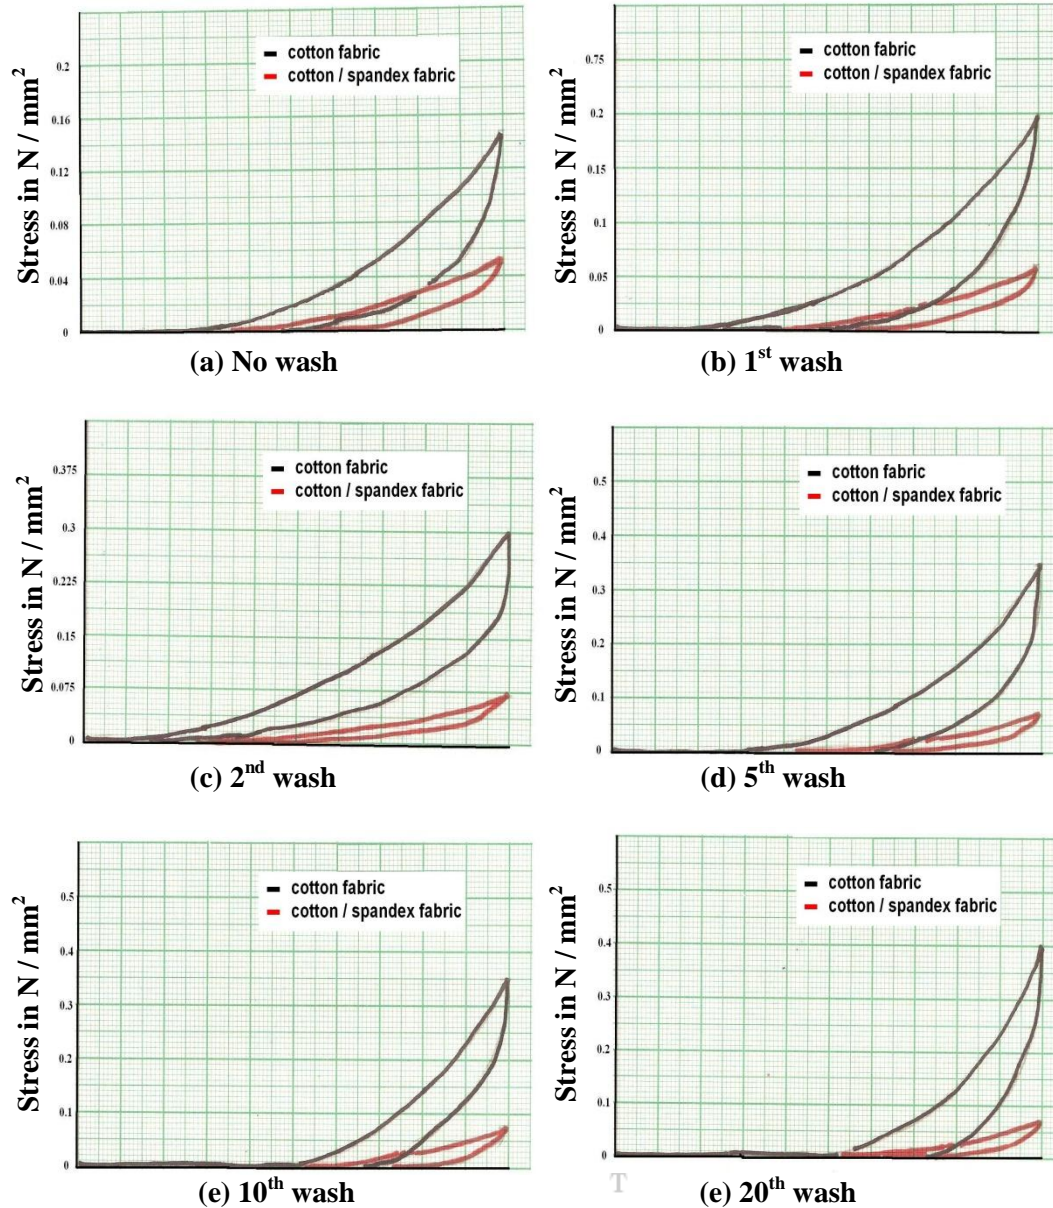 cotton fabric
cotton / spandex fabric
Stress in N / mm²
0.2
0.16
0.12
0.08
0.04
0
(a) No wash
cotton fabric
cotton / spandex fabric
Stress in N / mm²
0.75
0.2
0.15
0.1
0.05
0
(b) 1st wash
cotton fabric
cotton / spandex fabric
Stress in N / mm²
0.375
0.3
0.225
0.15
0.075
0
(c) 2nd wash
cotton fabric
cotton / spandex fabric
Stress in N / mm²
0.5
0.4
0.3
0.2
0.1
0
(d) 5th wash
cotton fabric
cotton / spandex fabric
Stress in N / mm²
0.5
0.4
0.3
0.2
0.1
0
(e) 10th wash
cotton fabric
cotton / spandex fabric
Stress in N / mm²
0.5
0.4
0.3
0.2
0.1
0
T
(e) 20th wash